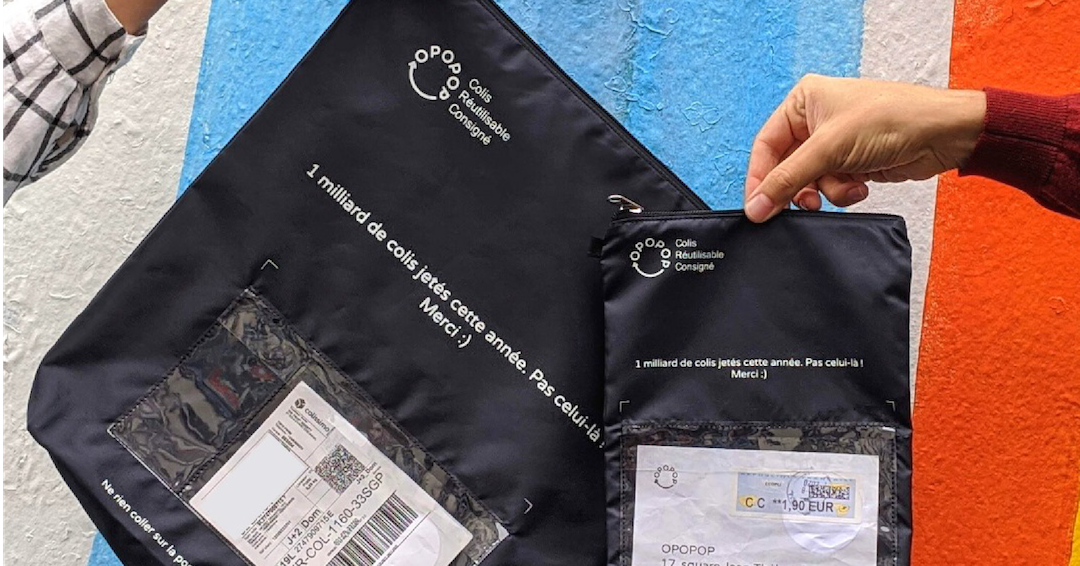 OPOPOP
Colis
Réutilisable
Consigné
1 milliard de colis jetés cette année. Pas celui-là !
Merci :)
colissimo
J+2 Dom
Ne rien coller sur la
OPOPOP
Colis
Réutilisable
Consigné
1 milliard de colis jetés cette année. Pas celui-là !
Merci :)
OPOPOP
CC **1,90 EUR
OPOPOP
17 square